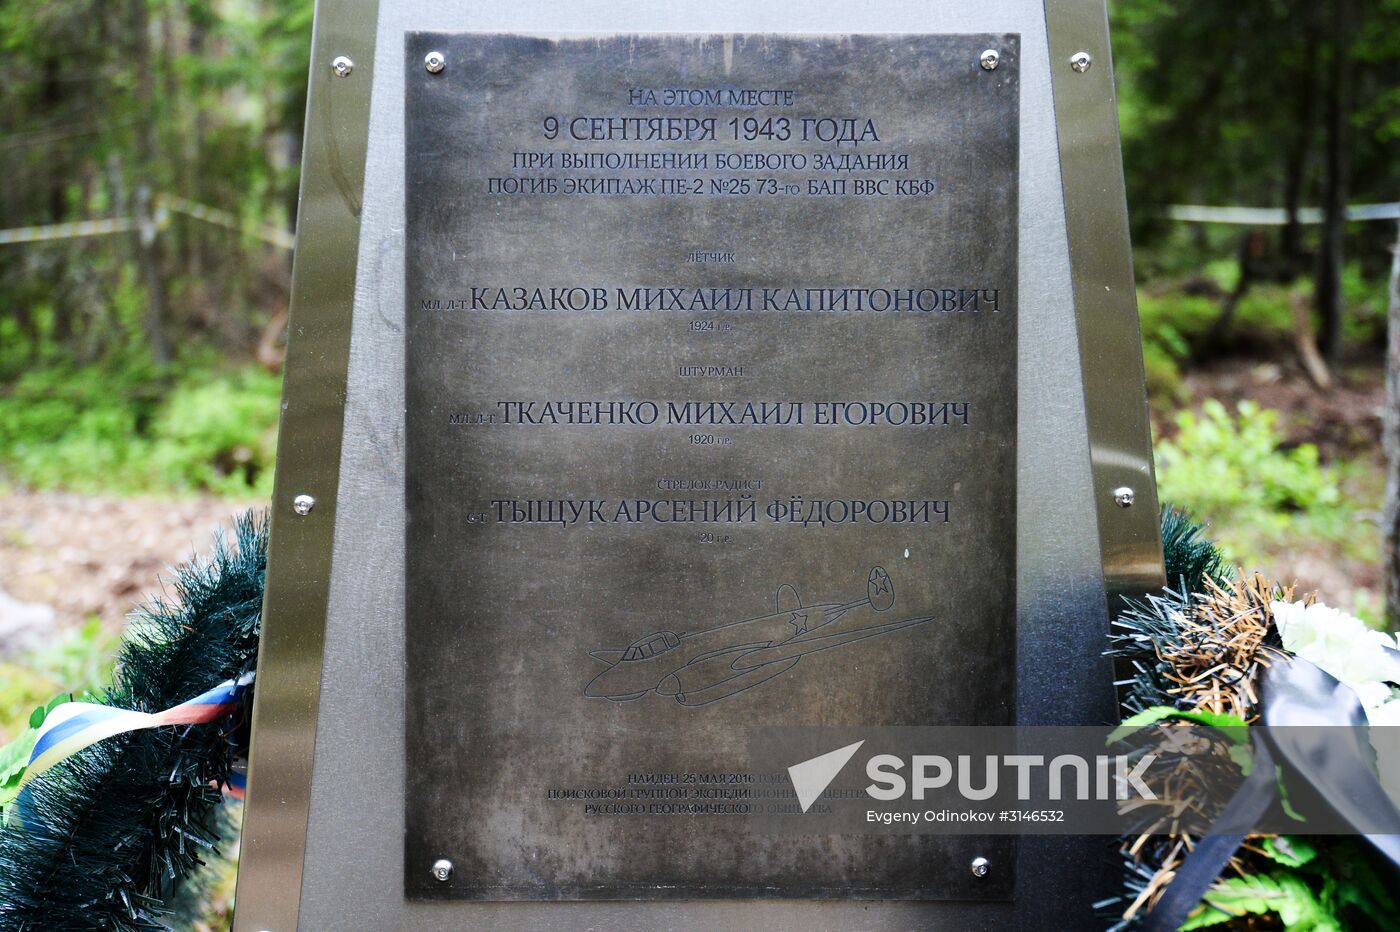 НА ЭТОМ МЕСТЕ
9 СЕНТЯБРЯ 1943 ГОДА
ПРИ ВЫПОЛНЕНИИ БОЕВОГО ЗАДАНИЯ
ПОГИБ ЭКИПАЖ ПЕ-2 №25 73-го БАП ВВС КБФ
ЛЁТЧИК
МЛ. Л-Т. КАЗАКОВ МИХАИЛ КАПИТОНОВИЧ
1924 г/р.
ШТУРМАН
МЛ. Л-Т. ТКАЧЕНКО МИХАИЛ ЕГОРОВИЧ
1920 г/р.
СТРЕЛОК-РАДИСТ
С-Т. ТЫЩУК АРСЕНИЙ ФЁДОРОВИЧ
20 г.р.
НАЙДЕН 25 МАЯ 2016 ГОДА
ПОИСКОВОЙ ГРУППОЙ ЭКСПЕДИЦИОННОГО ЦЕНТРА
РУССКОГО ГЕОГРАФИЧЕСКОГО ОБЩЕСТВА
SPUTNIK
Evgeny Odinokov #3146532